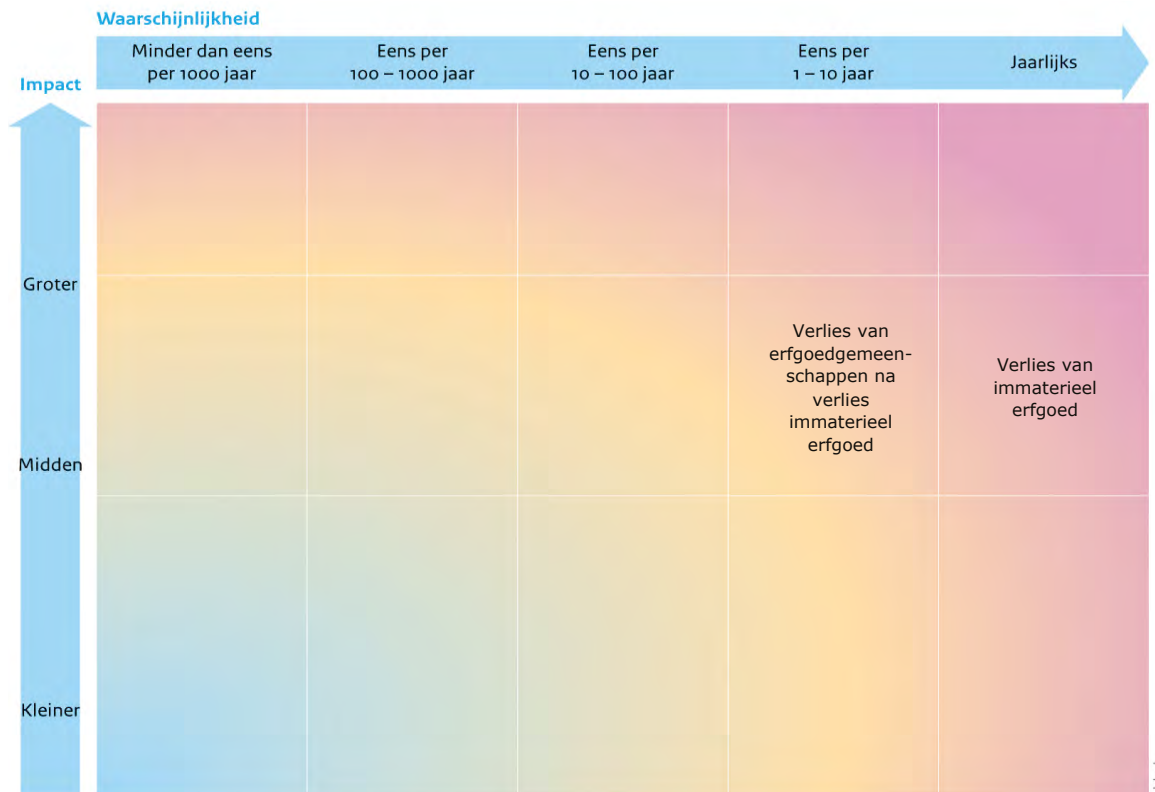 Waarschijnlijkheid
Minder dan eens
per 1000 jaar
Eens per
100 – 1000 jaar
Eens per
10 – 100 jaar
Eens per
1 – 10 jaar
Jaarlijks
Impact
Groter
Midden
Kleiner
Verlies van
erfgoedgemeen-
schappen na
verlies
immaterieel
erfgoed
Verlies van
immaterieel
erfgoed